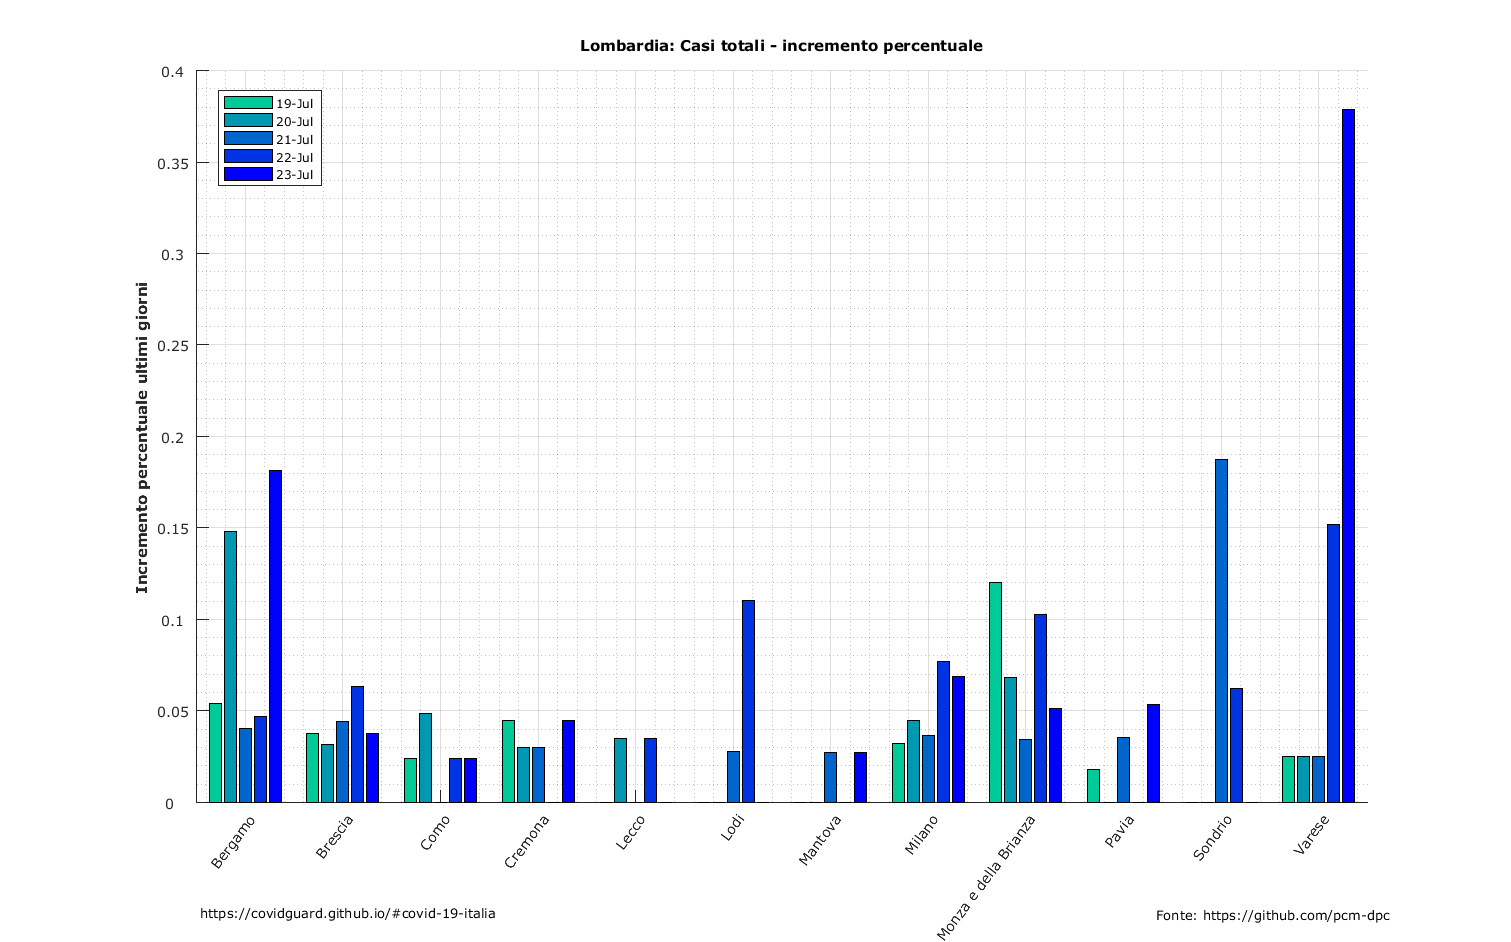 Lombardia: Casi totali - incremento percentuale
0.4
0.35
0.3
0.25
0.2
0.15
0.1
0.05
0
Incremento percentuale ultimi giorni
19-Jul
20-Jul
21-Jul
22-Jul
23-Jul
Bergamo
Brescia
Como
Cremona
Lecco
Lodi
Mantova
Milano
Monza e della Brianza
Pavia
Sondrio
Varese
https://covidguard.github.io/#covid-19-italia
Fonte: https://github.com/pcm-dpc